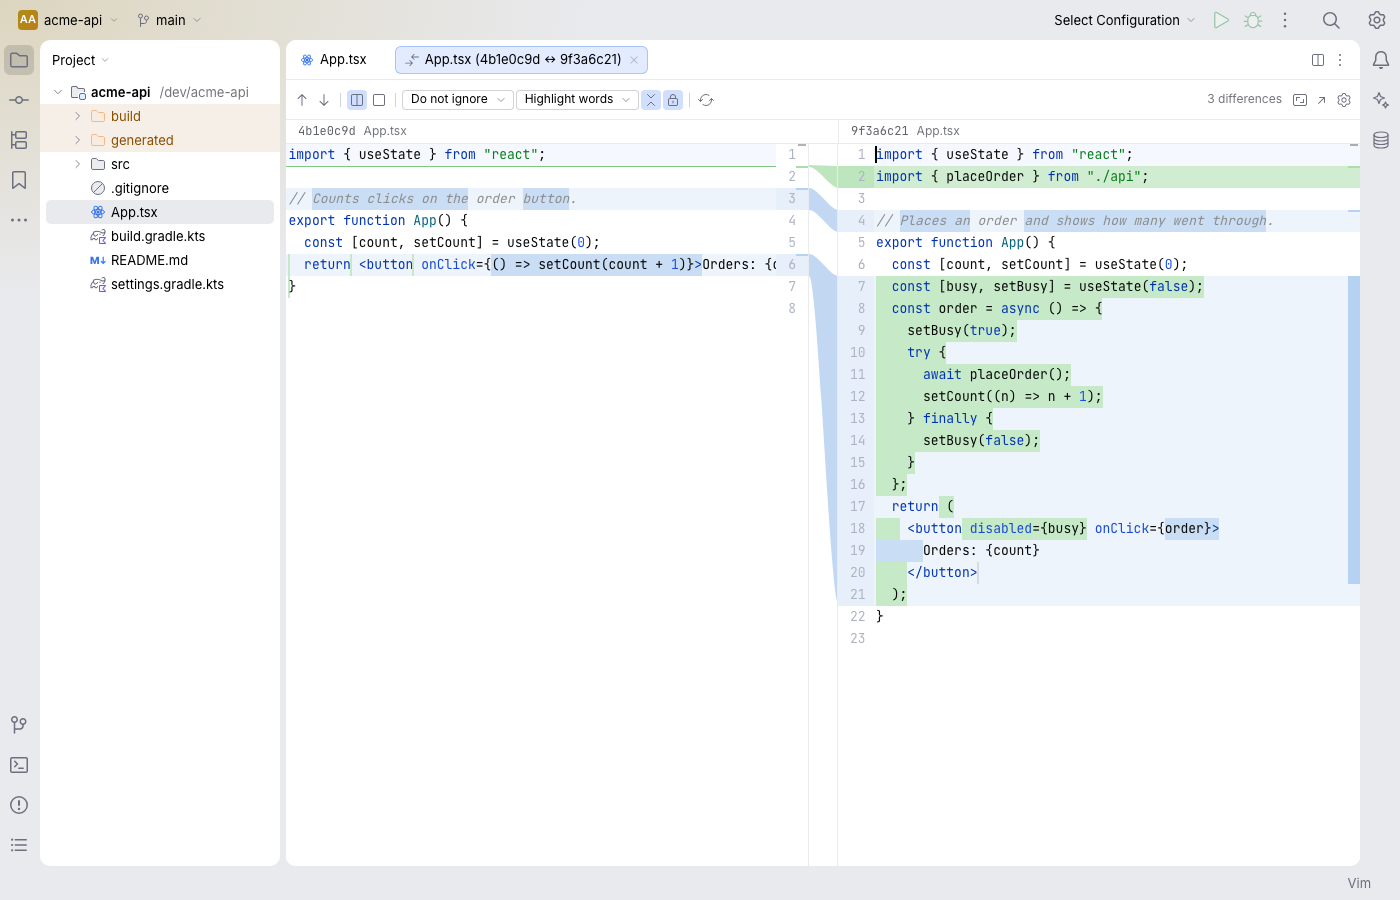 AA acme-api main Select Configuration
Project
App.tsx App.tsx (4b1e0c9d ↔ 9f3a6c21)
acme-api /dev/acme-api
build
generated
src
.gitignore
App.tsx
build.gradle.kts
M↓ README.md
settings.gradle.kts
Do not ignore Highlight words 3 differences
4b1e0c9d App.tsx
import { useState } from "react"; 1
2
// Counts clicks on the order button. 3
export function App() { 4
const [count, setCount] = useState(0); 5
return <button onClick={() => setCount(count + 1)}>Orders: {c 6
} 7
8
9f3a6c21 App.tsx
1 import { useState } from "react";
2 import { placeOrder } from "./api";
3
4 // Places an order and shows how many went through.
5 export function App() {
6 const [count, setCount] = useState(0);
7 const [busy, setBusy] = useState(false);
8 const order = async () => {
9 setBusy(true);
10 try {
11 await placeOrder();
12 setCount((n) => n + 1);
13 } finally {
14 setBusy(false);
15 }
16 };
17 return (
18 <button disabled={busy} onClick={order}>
19 Orders: {count}
20 </button>
21 );
22 }
23
Vim